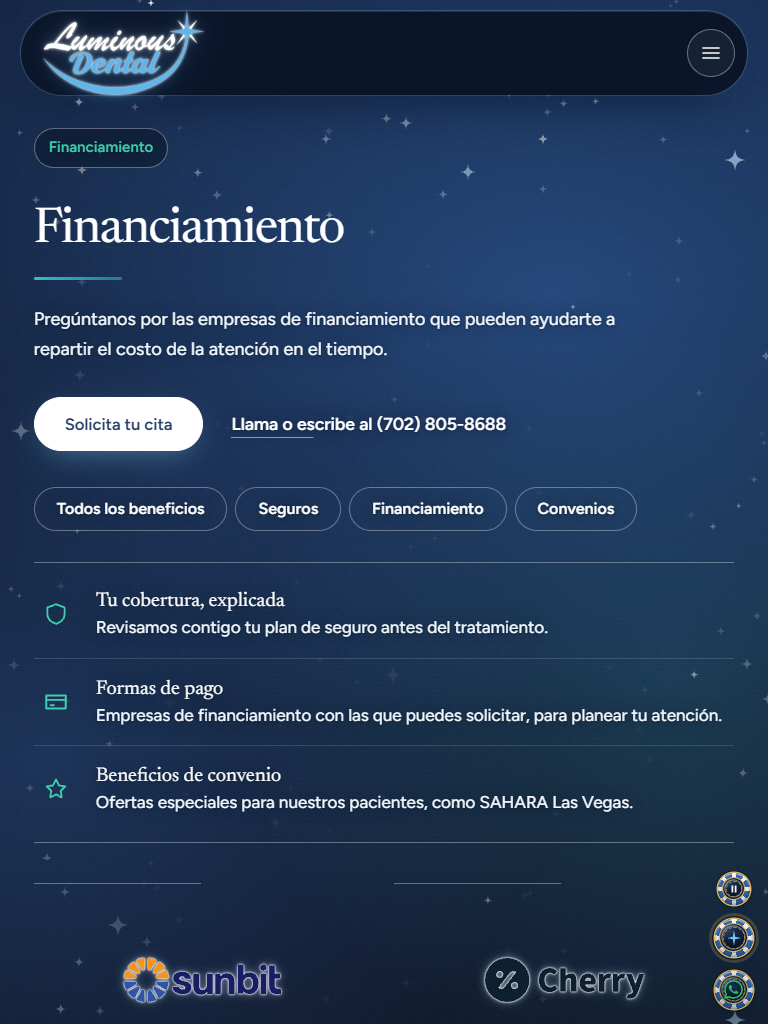 Luminous
Dental
Financiamiento
Financiamiento
Pregúntanos por las empresas de financiamiento que pueden ayudarte a
repartir el costo de la atención en el tiempo.
Solicita tu cita
Llama o escribe al (702) 805-8688
Todos los beneficios
Seguros
Financiamiento
Convenios
Tu cobertura, explicada
Revisamos contigo tu plan de seguro antes del tratamiento.
Formas de pago
Empresas de financiamiento con las que puedes solicitar, para planear tu atención.
Beneficios de convenio
Ofertas especiales para nuestros pacientes, como SAHARA Las Vegas.
sunbit
Cherry